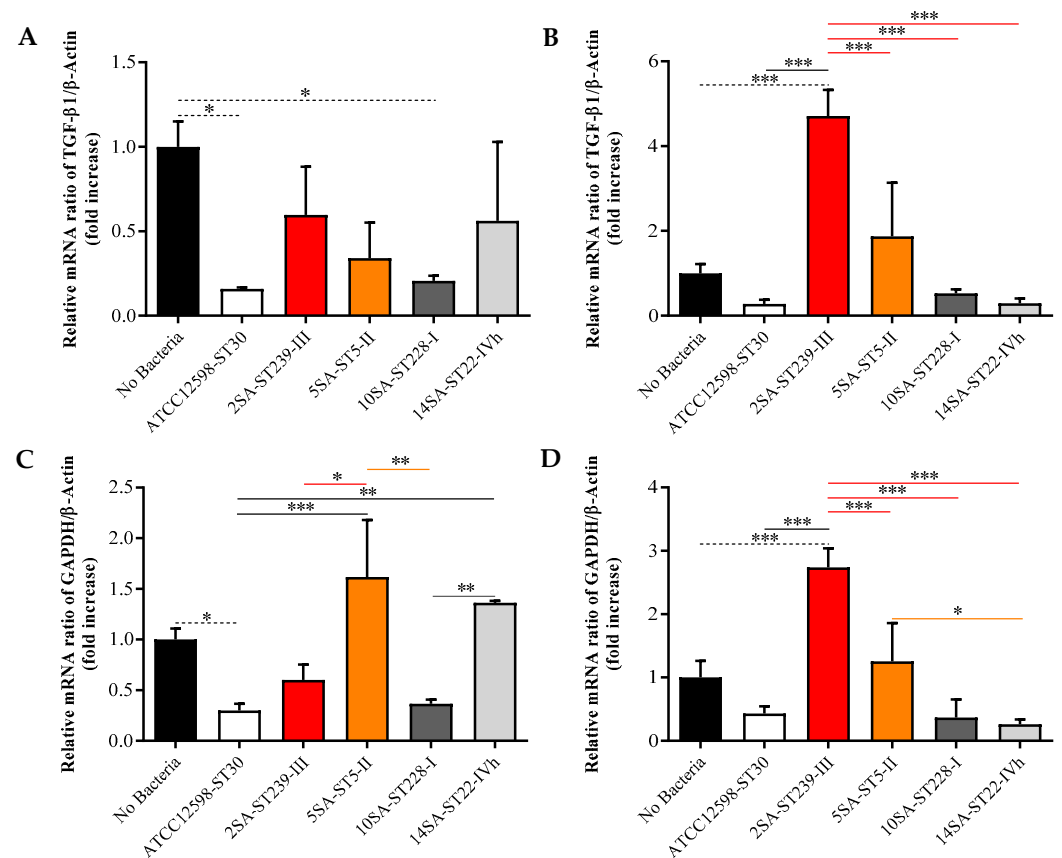 A
Relative mRNA ratio of TGF-β1/β-Actin
(fold increase)
1.5
1.0
0.5
0.0
*
*
No Bacteria
ATCC12598-ST30
2SA-ST239-III
5SA-ST5-II
10SA-ST228-I
14SA-ST22-IVh
B
Relative mRNA ratio of TGF-β1/β-Actin
(fold increase)
6
4
2
0
***
***
***
***
***
No Bacteria
ATCC12598-ST30
2SA-ST239-III
5SA-ST5-II
10SA-ST228-I
14SA-ST22-IVh
C
Relative mRNA ratio of GAPDH/β-Actin
(fold increase)
2.5
2.0
1.5
1.0
0.5
0.0
**
*
**
***
**
*
No Bacteria
ATCC12598-ST30
2SA-ST239-III
5SA-ST5-II
10SA-ST228-I
14SA-ST22-IVh
D
Relative mRNA ratio of GAPDH/β-Actin
(fold increase)
4
3
2
1
0
***
***
***
***
***
*
No Bacteria
ATCC12598-ST30
2SA-ST239-III
5SA-ST5-II
10SA-ST228-I
14SA-ST22-IVh